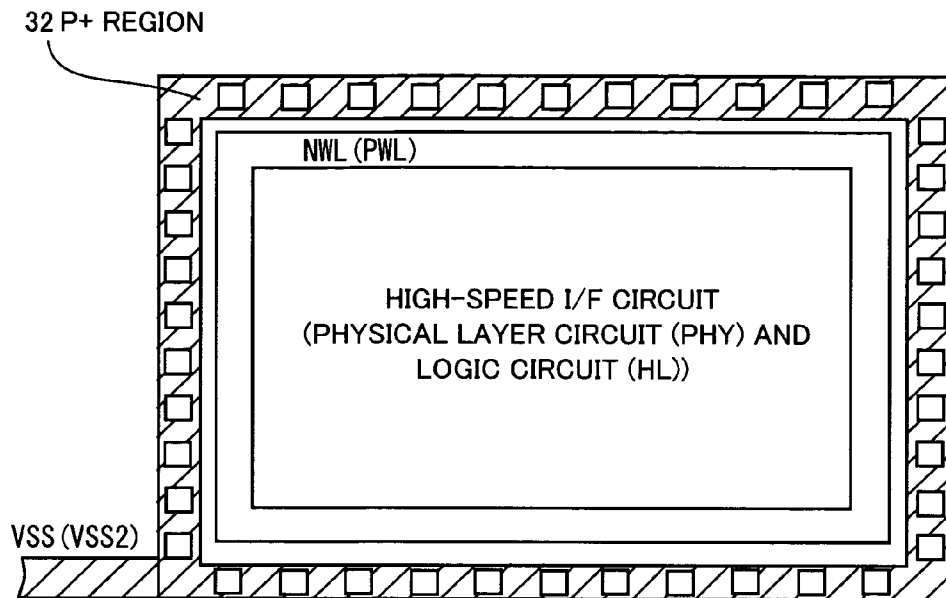 32 P+ REGION
NWL (PWL)
HIGH-SPEED I/F CIRCUIT
(PHYSICAL LAYER CIRCUIT (PHY) AND
LOGIC CIRCUIT (HL))
VSS (VSS2)